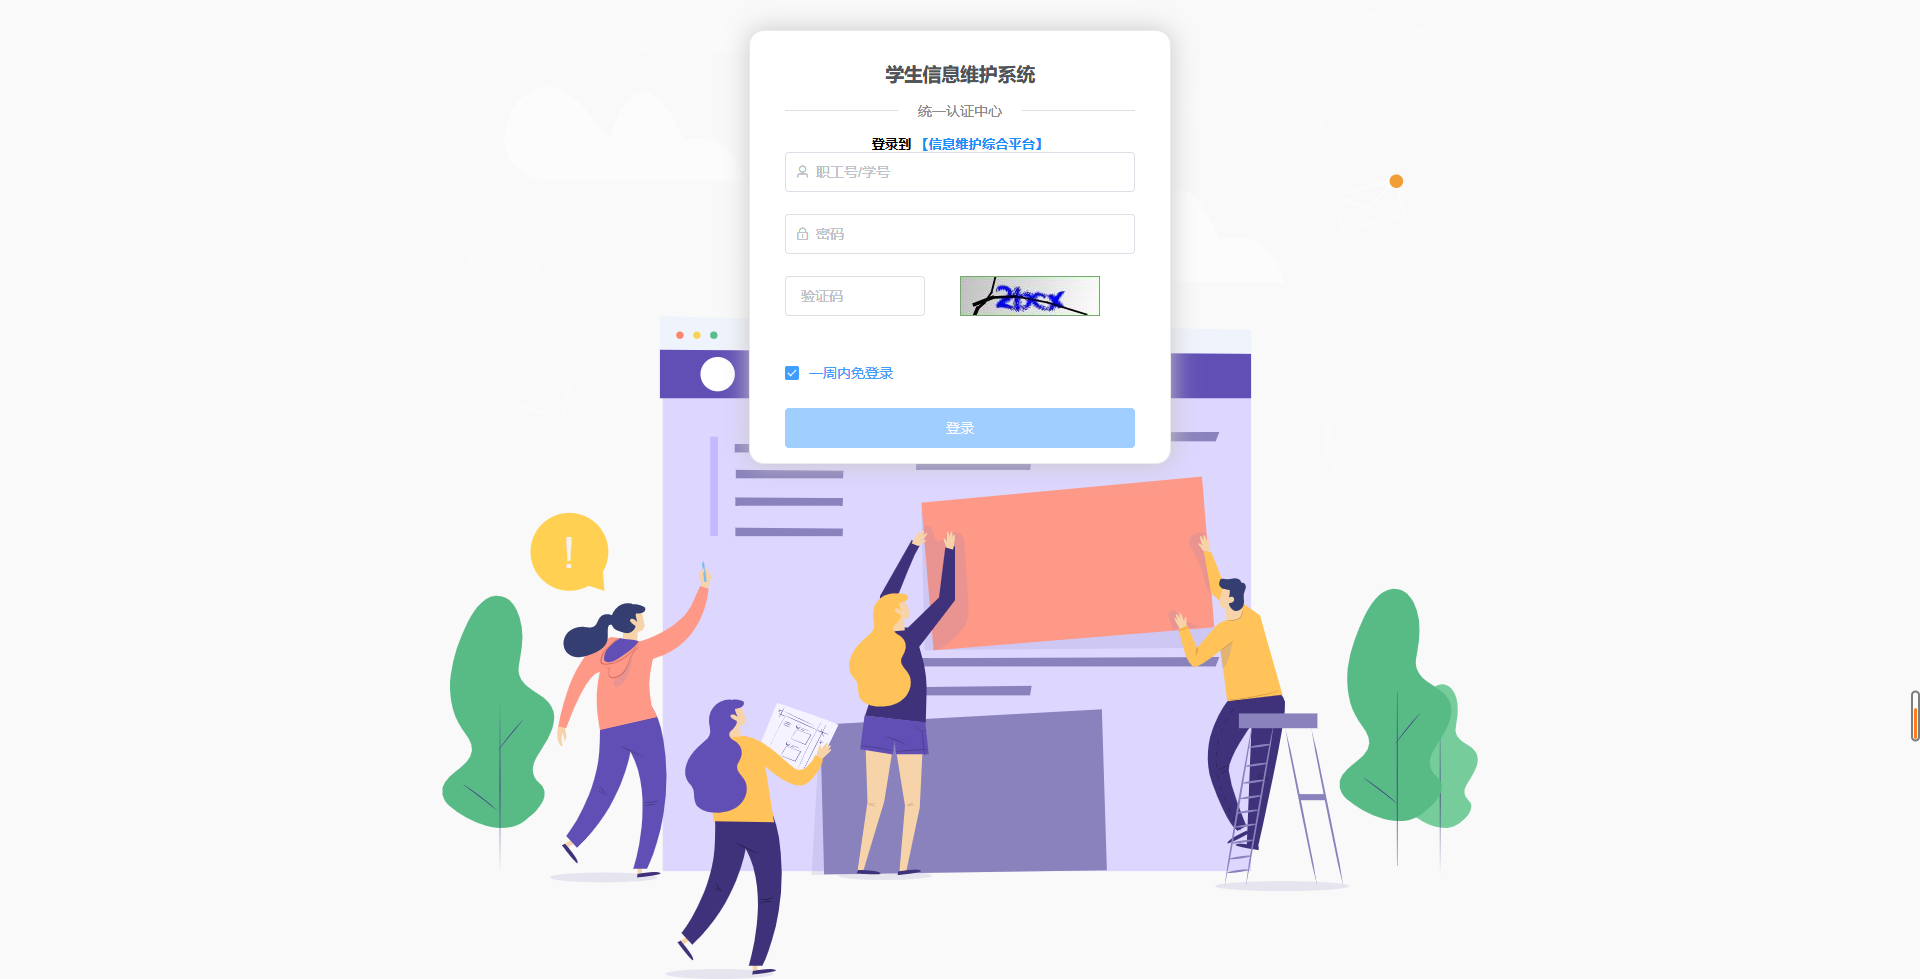 学生信息维护系统
统一认证中心
登录到 【信息维护综合平台】
职工号/学号
密码
验证码
一周内免登录
登录
!